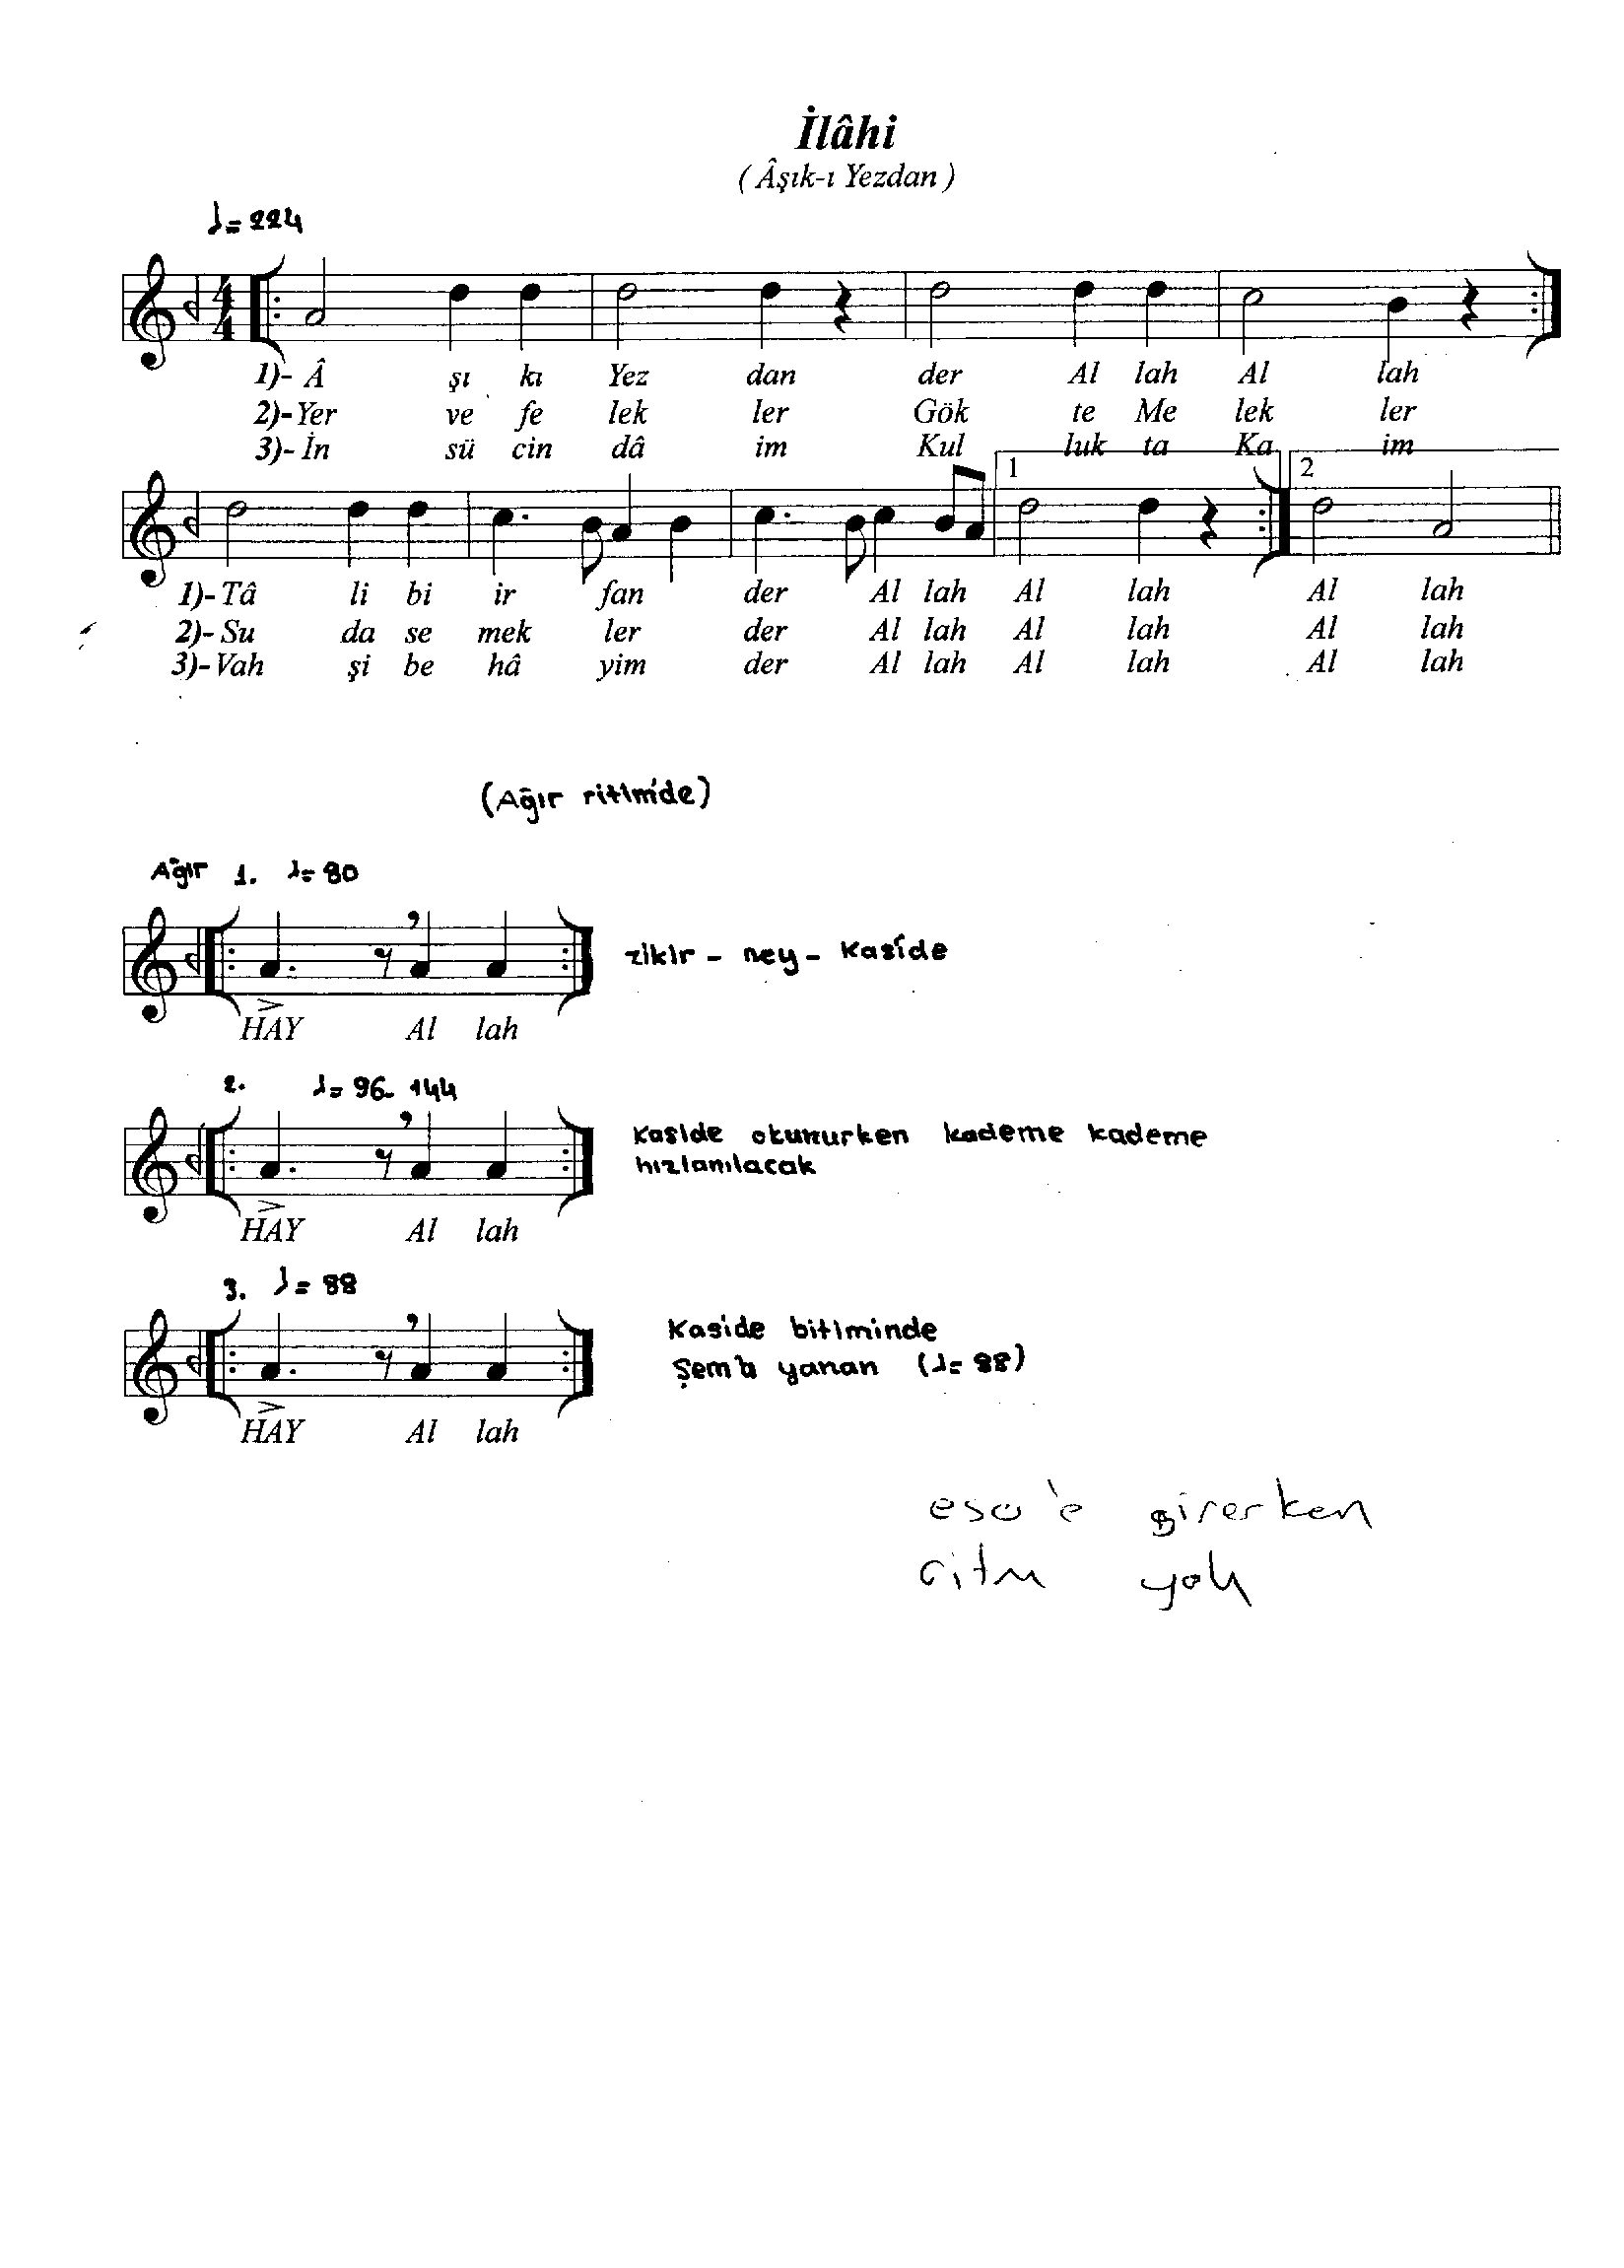 İlâhi
( Âşık-ı Yezdan )
♩= 224
4
4
1)- Â şı kı Yez dan der Al lah Al lah
2)-Yer ve fe lek ler Gök te Me lek ler
3)-İn sü cin dâ im Kul luk ta Ka im
1 2
1)-Tâ li bi ir fan der Al lah Al lah Al lah
2)-Su da se mek ler der Al lah Al lah Al lah
3)-Vah şi be hâ yim der Al lah Al lah Al lah
(Ağır ritimde)
Ağır 1. ♩= 80
zikir - ney - Kaside
HAY Al lah
2. ♩= 96- 144
Kaside okunurken kademe kademe
hızlanılacak
HAY Al lah
3. ♩= 88
Kaside bitiminde
Şem'a yanan (♩= 88)
HAY Al lah
girerken
ritm yok